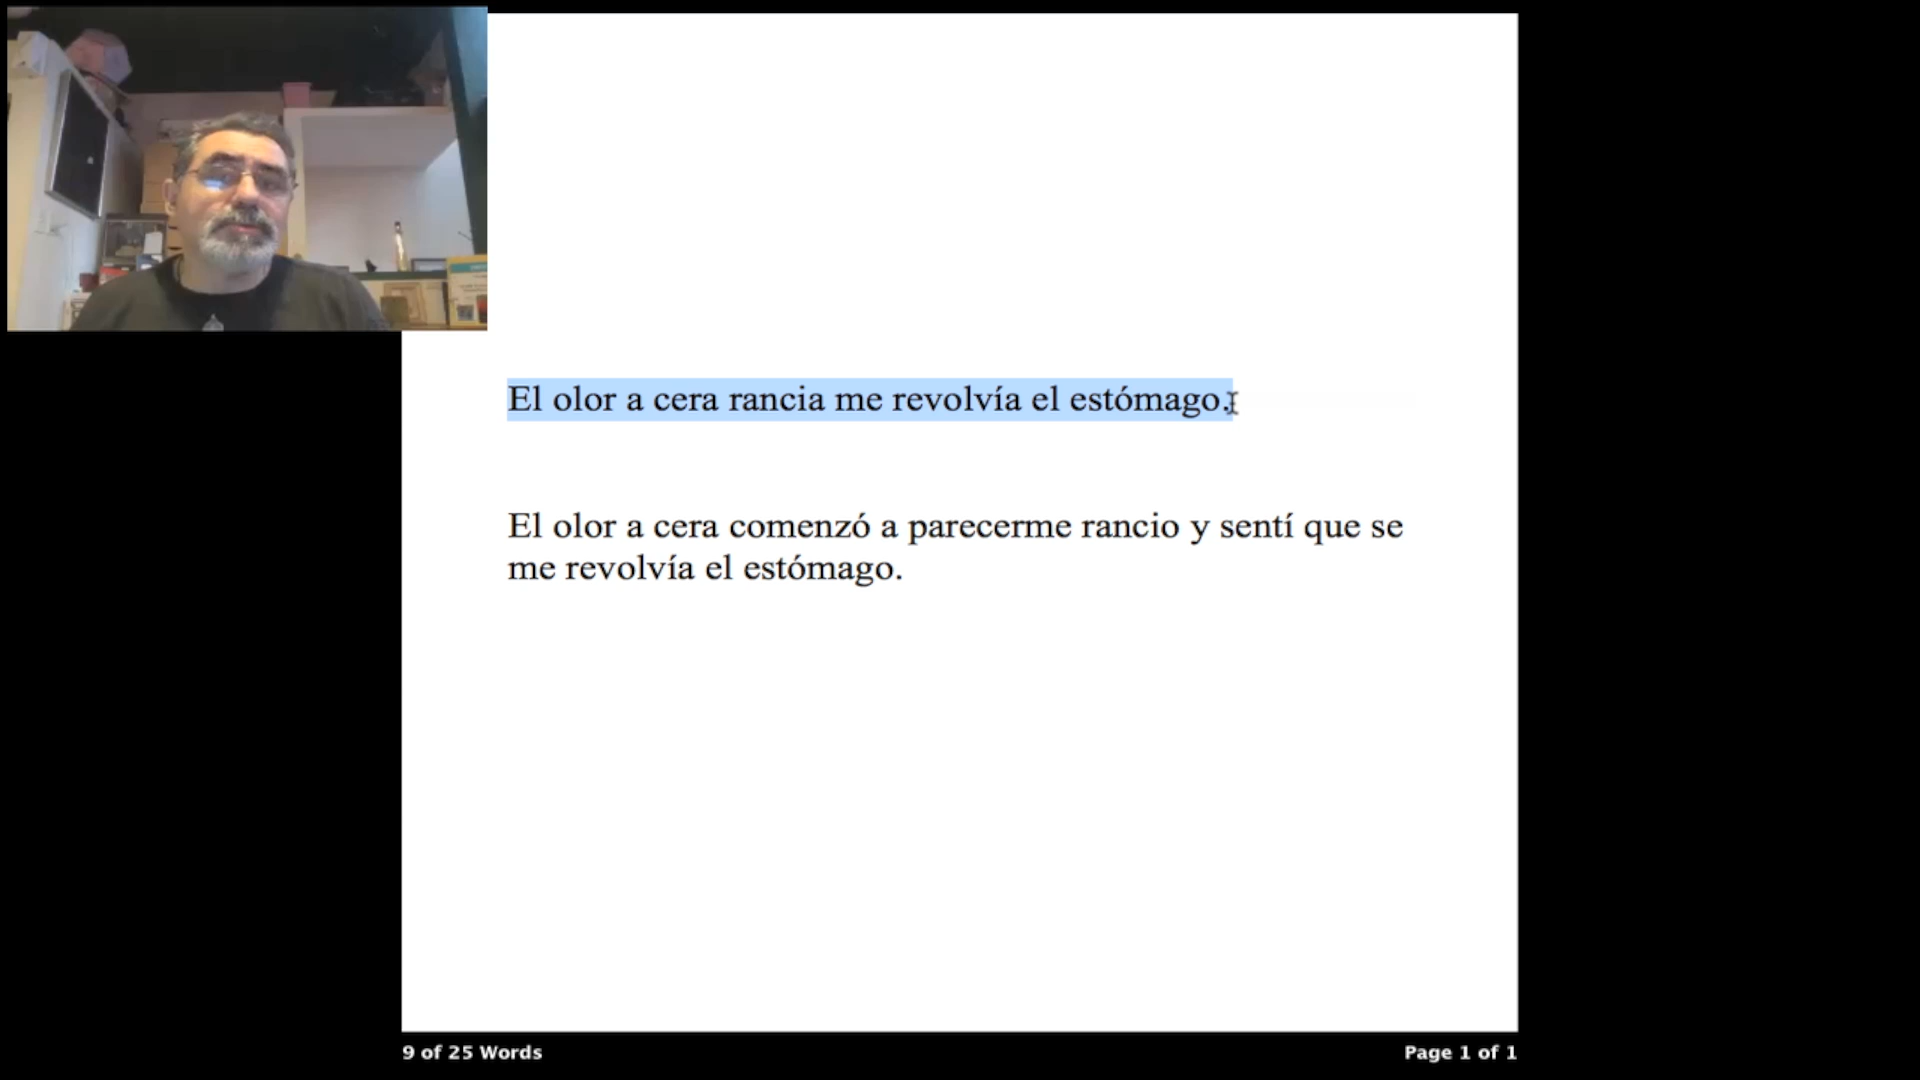 El olor a cera rancia me revolvía el estómago.
El olor a cera comenzó a parecerme rancio y sentí que se
me revolvía el estómago.
9 of 25 Words
Page 1 of 1